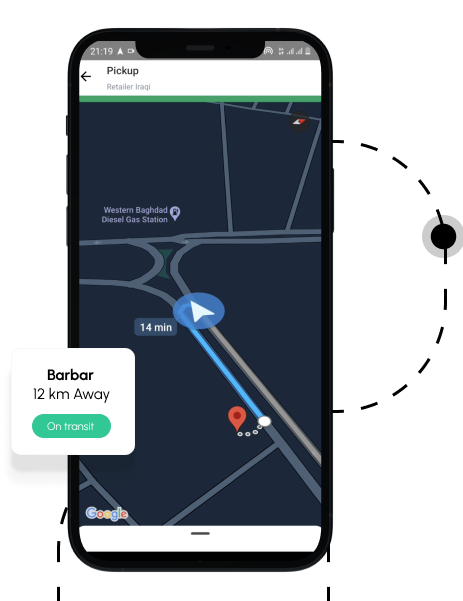 21:19
Pickup
Retailer Iraqi
Western Baghdad
Diesel Gas Station
14 min
Barbar
12 km Away
On transit
Google